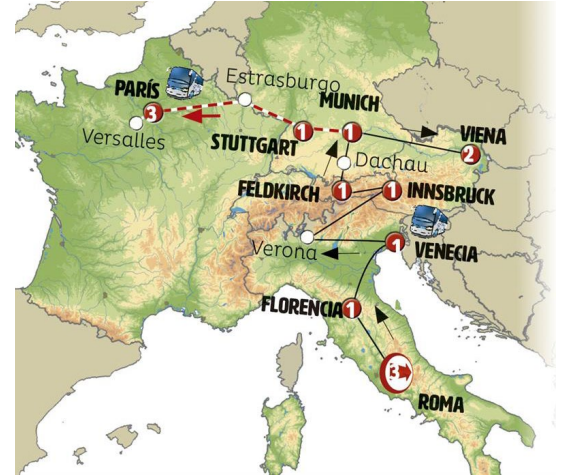 Estrasburgo
PARÍS
3
MUNICH
1
1
Versalles
STUTTGART
VIENA
2
Dachau
FELDKIRCH
1
1
INNSBRUCK
Verona
1
VENECIA
FLORENCIA
1
3
ROMA